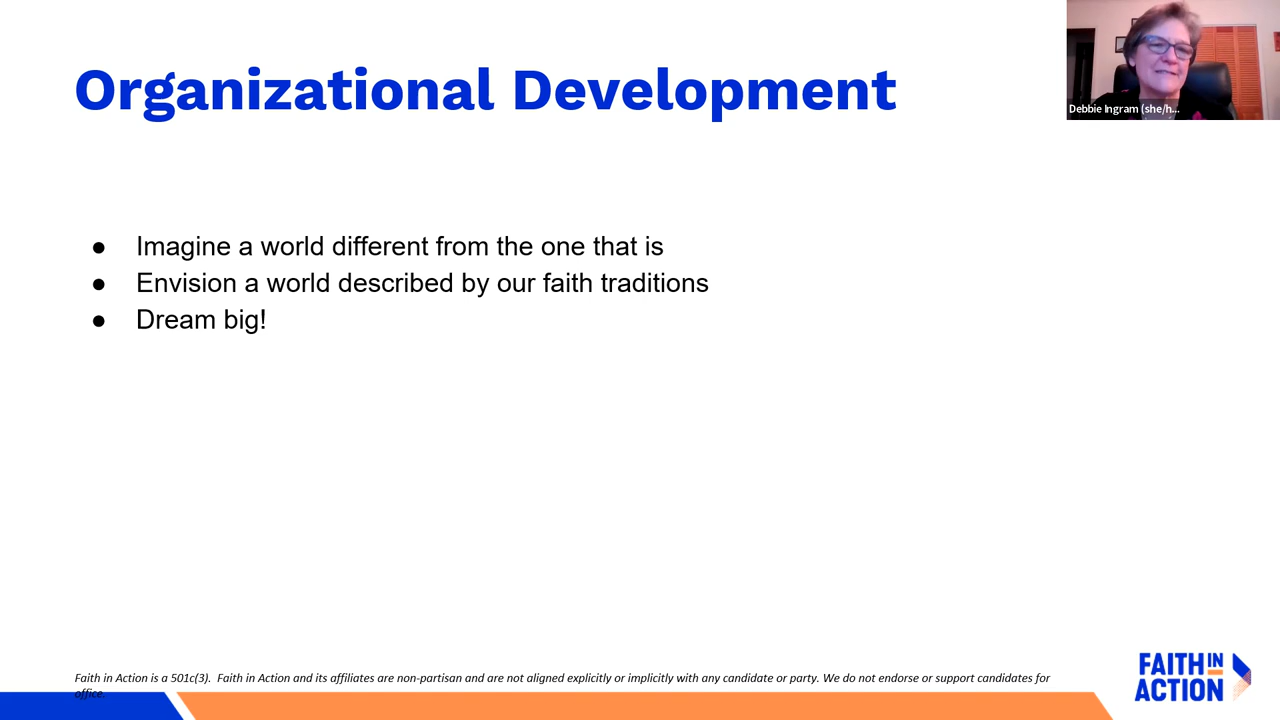 Organizational Development
Debbie Ingram (she/h...
● Imagine a world different from the one that is
● Envision a world described by our faith traditions
● Dream big!
Faith in Action is a 501c(3).  Faith in Action and its affiliates are non-partisan and are not aligned explicitly or implicitly with any candidate or party. We do not endorse or support candidates for
office.
FAITH IN
ACTION